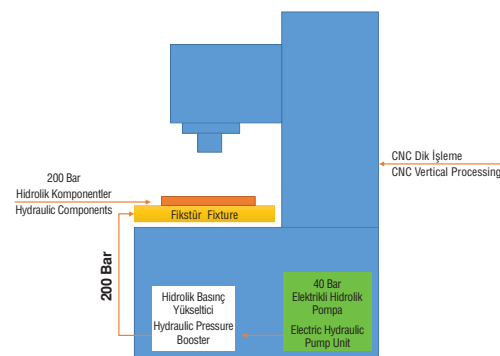 CNC Dik İşleme
CNC Vertical Processing
200 Bar
Hidrolik Komponentler
Hydraulic Components
Fikstür Fixture
200 Bar
Hidrolik Basınç
Yükseltici
Hydraulic Pressure
Booster
40 Bar
Elektrikli Hidrolik
Pompa
Electric Hydraulic
Pump Unit